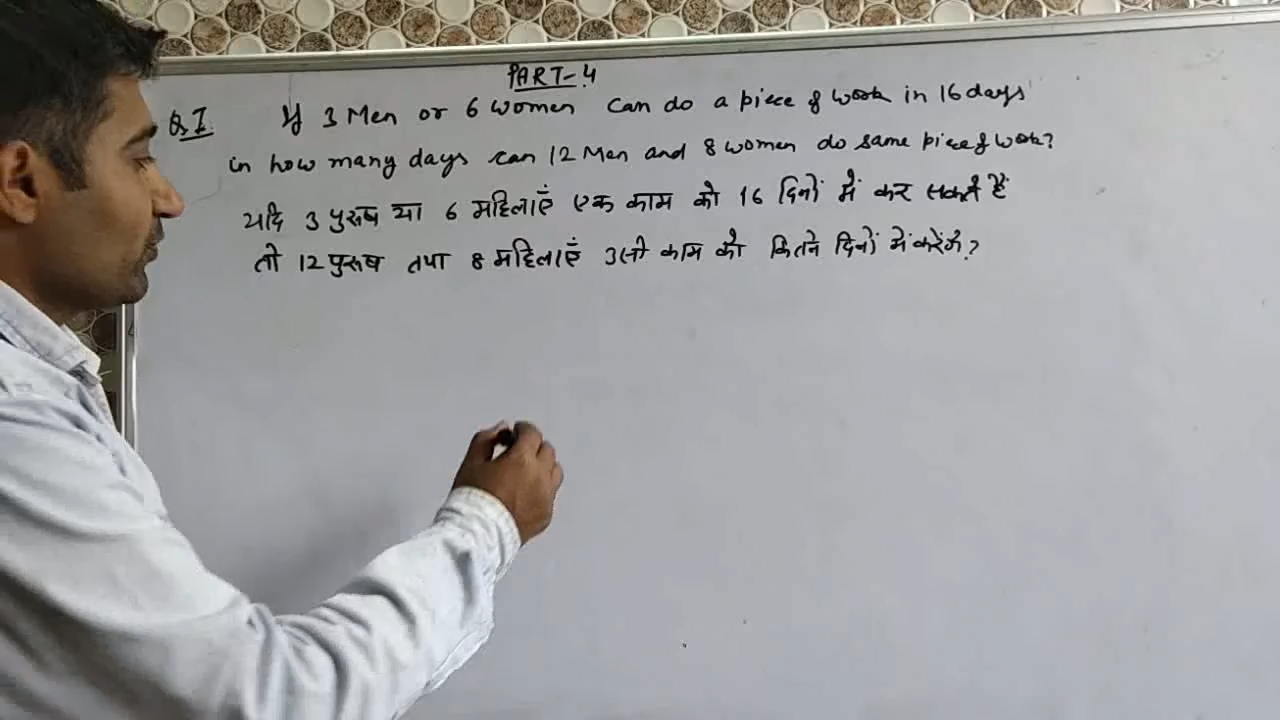 PART-4
Q.I If 3 Men or 6 women can do a piece of work in 16 days
in how many days can 12 Men and 8 women do same piece of work?
यदि 3 पुरूष या 6 महिलाएँ एक काम को 16 दिनों में कर सकते हैं
तो 12 पुरूष तथा 8 महिलाएँ उसी काम को कितने दिनों में करेंगे?